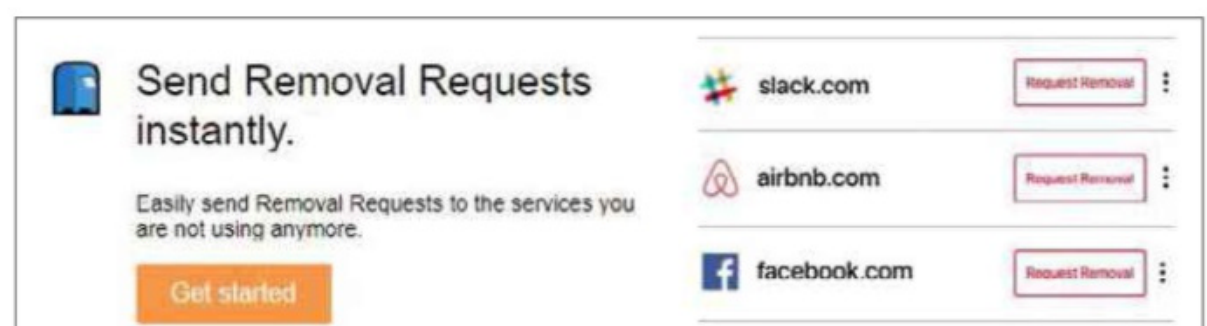 Send Removal Requests
instantly.
Easily send Removal Requests to the services you
are not using anymore.
Get started
slack.com
Request Removal
airbnb.com
Request Removal
facebook.com
Request Removal